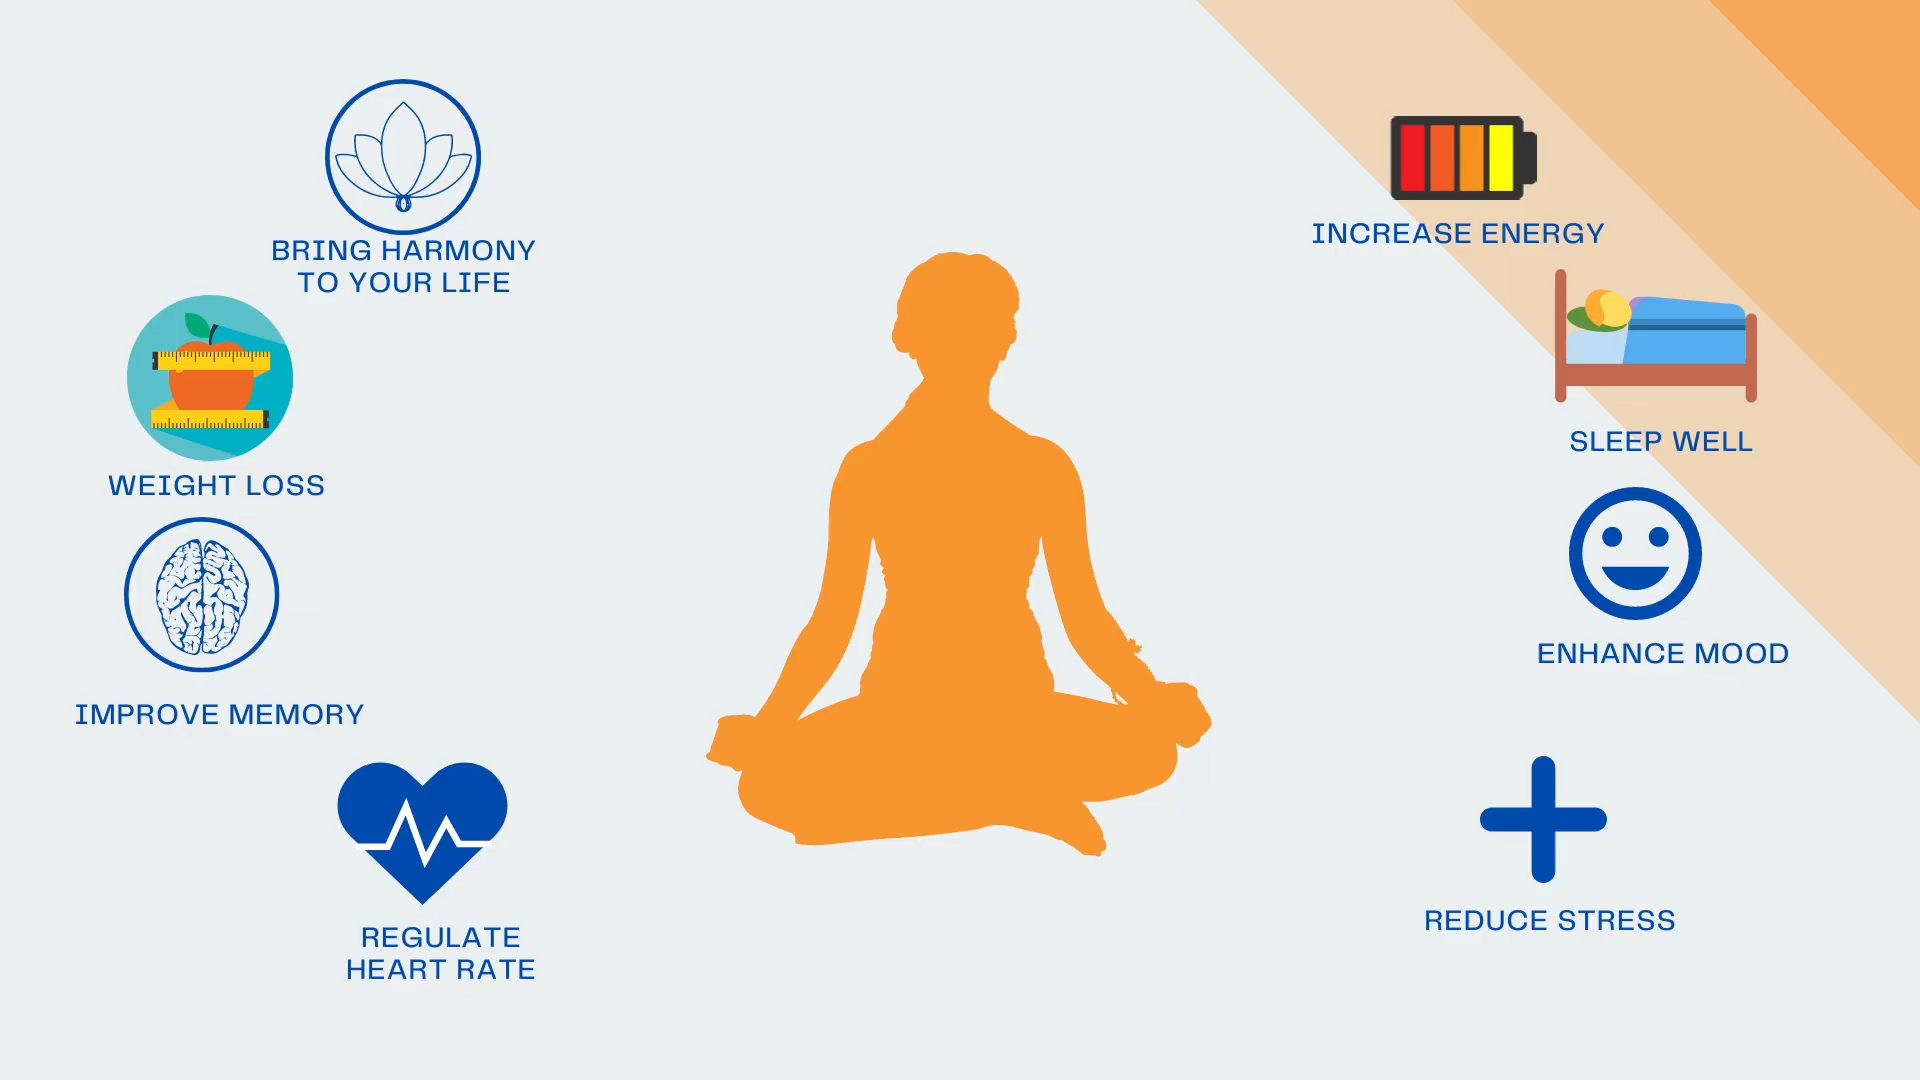 BRING HARMONY
TO YOUR LIFE
WEIGHT LOSS
IMPROVE MEMORY
REGULATE
HEART RATE
INCREASE ENERGY
SLEEP WELL
ENHANCE MOOD
REDUCE STRESS